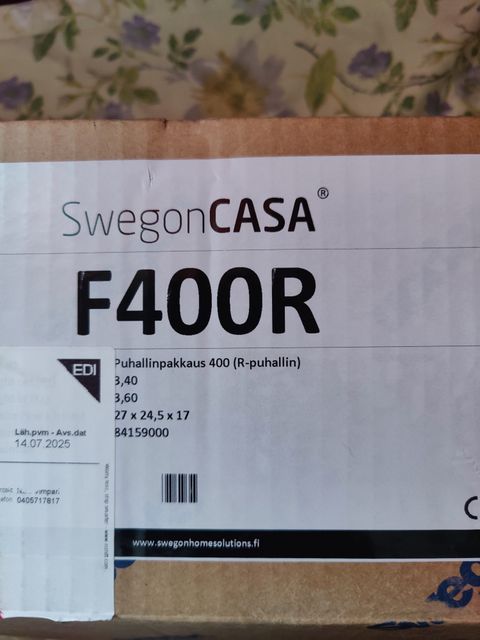 SwegonCASA®
F400R
Puhallinpakkaus 400 (R-puhallin)
3,40
3,60
27 x 24,5 x 17
84159000
EDI
Läh.pvm - Avs.dat
14.07.2025
0405717817
www.swegonhomesolutions.fi